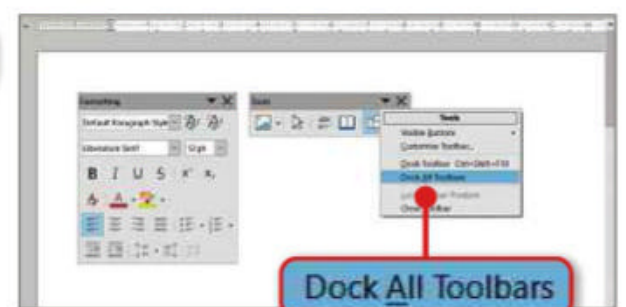 Formatting
Tools
Default Paragraph Style
Liberation Serif
12 pt
B I U S
Tools
Visible Buttons
Customise Toolbar...
Dock Toolbar Ctrl+Shift+F10
Dock All Toolbars
Close Toolbar
Dock All Toolbars